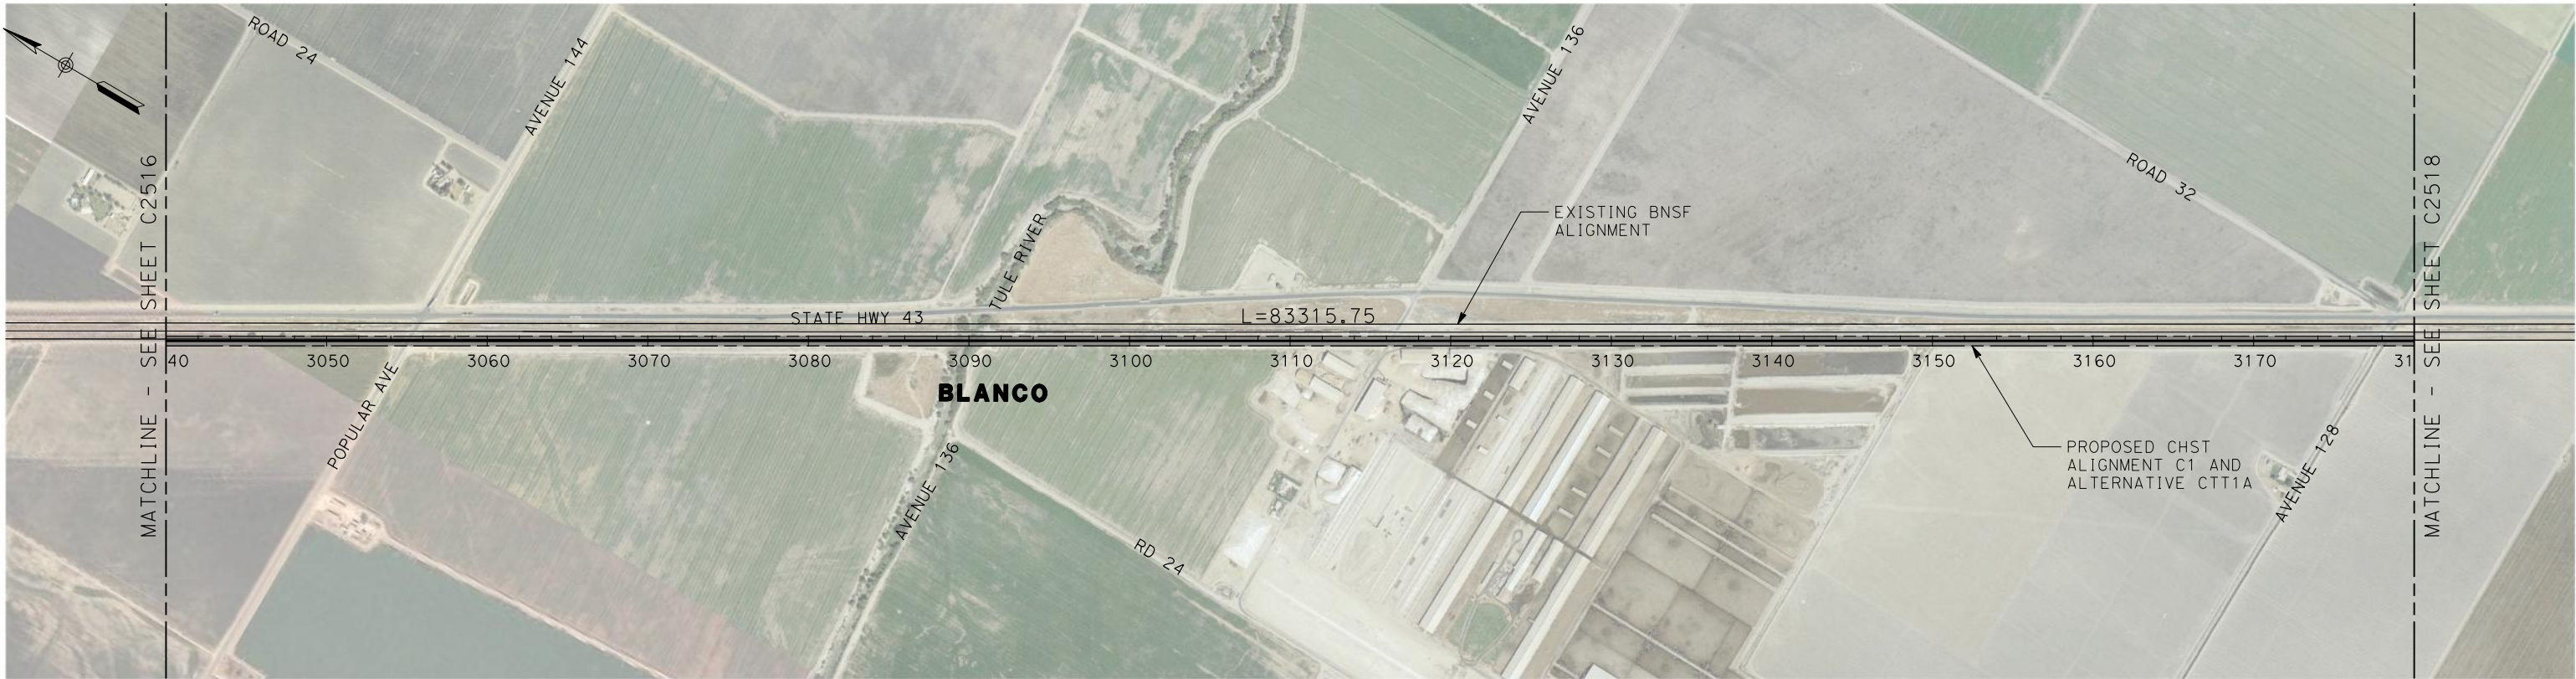 ROAD 24
AVENUE 144
AVENUE 136
ROAD 32
MATCHLINE - SEE SHEET C2516
MATCHLINE - SEE SHEET C2518
TULE RIVER
EXISTING BNSF
ALIGNMENT
STATE HWY 43
L=83315.75
40
3050
3060
3070
3080
3090
3100
3110
3120
3130
3140
3150
3160
3170
31
POPULAR AVE
BLANCO
AVENUE 136
RD 24
PROPOSED CHST
ALIGNMENT C1 AND
ALTERNATIVE CTT1A
AVENUE 128